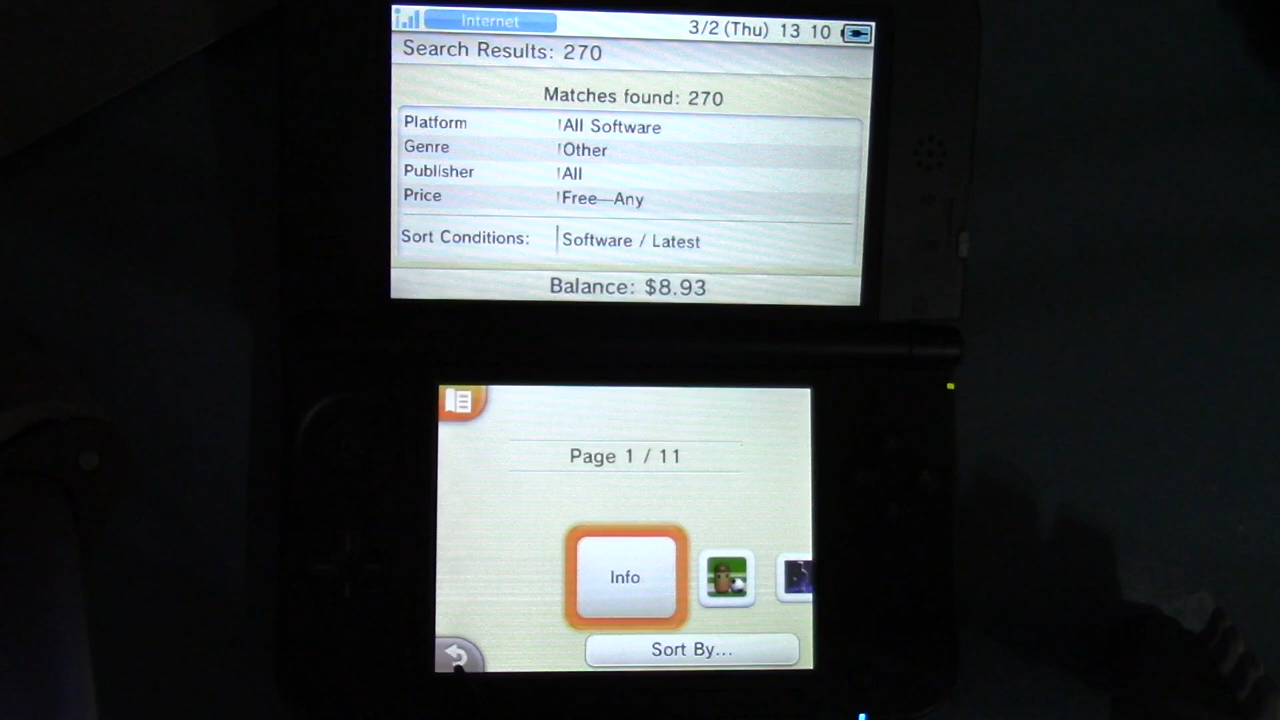 Internet 3/2 (Thu) 13 10
Search Results: 270
Matches found: 270
Platform All Software
Genre Other
Publisher All
Price Free—Any
Sort Conditions: Software / Latest
Balance: $8.93
Page 1 / 11
Info
Sort By...